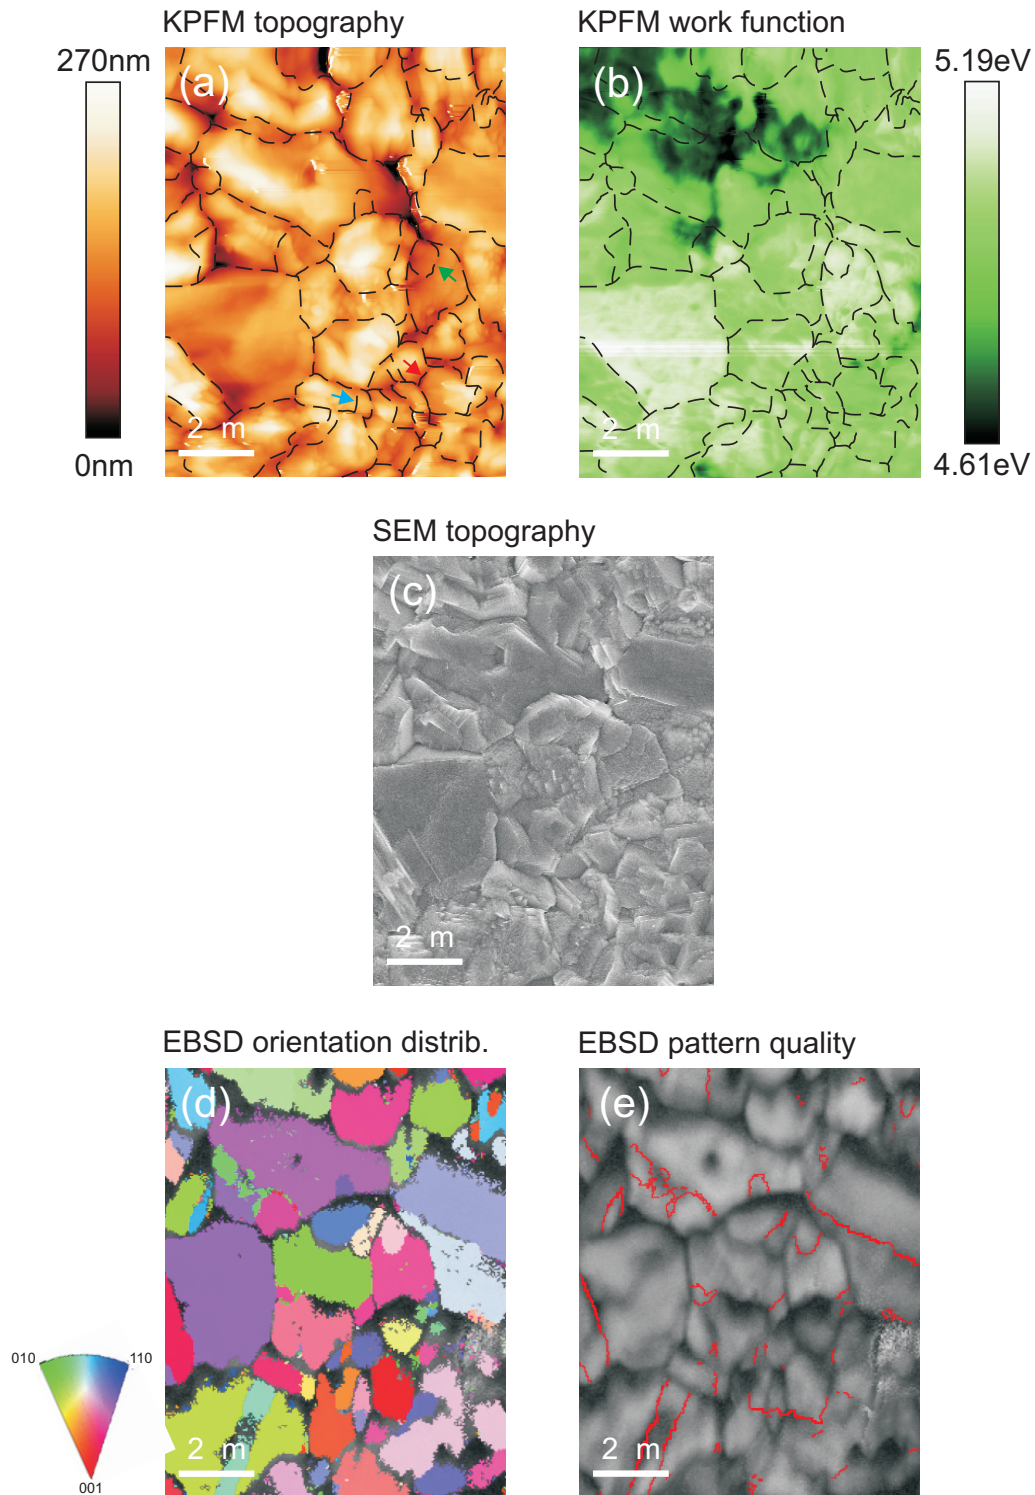 KPFM topography
KPFM work function
270nm
5.19eV
(a)
(b)
2 m
2 m
0nm
4.61eV
SEM topography
(c)
2 m
EBSD orientation distrib.
EBSD pattern quality
(d)
(e)
010
110
001
2 m
2 m